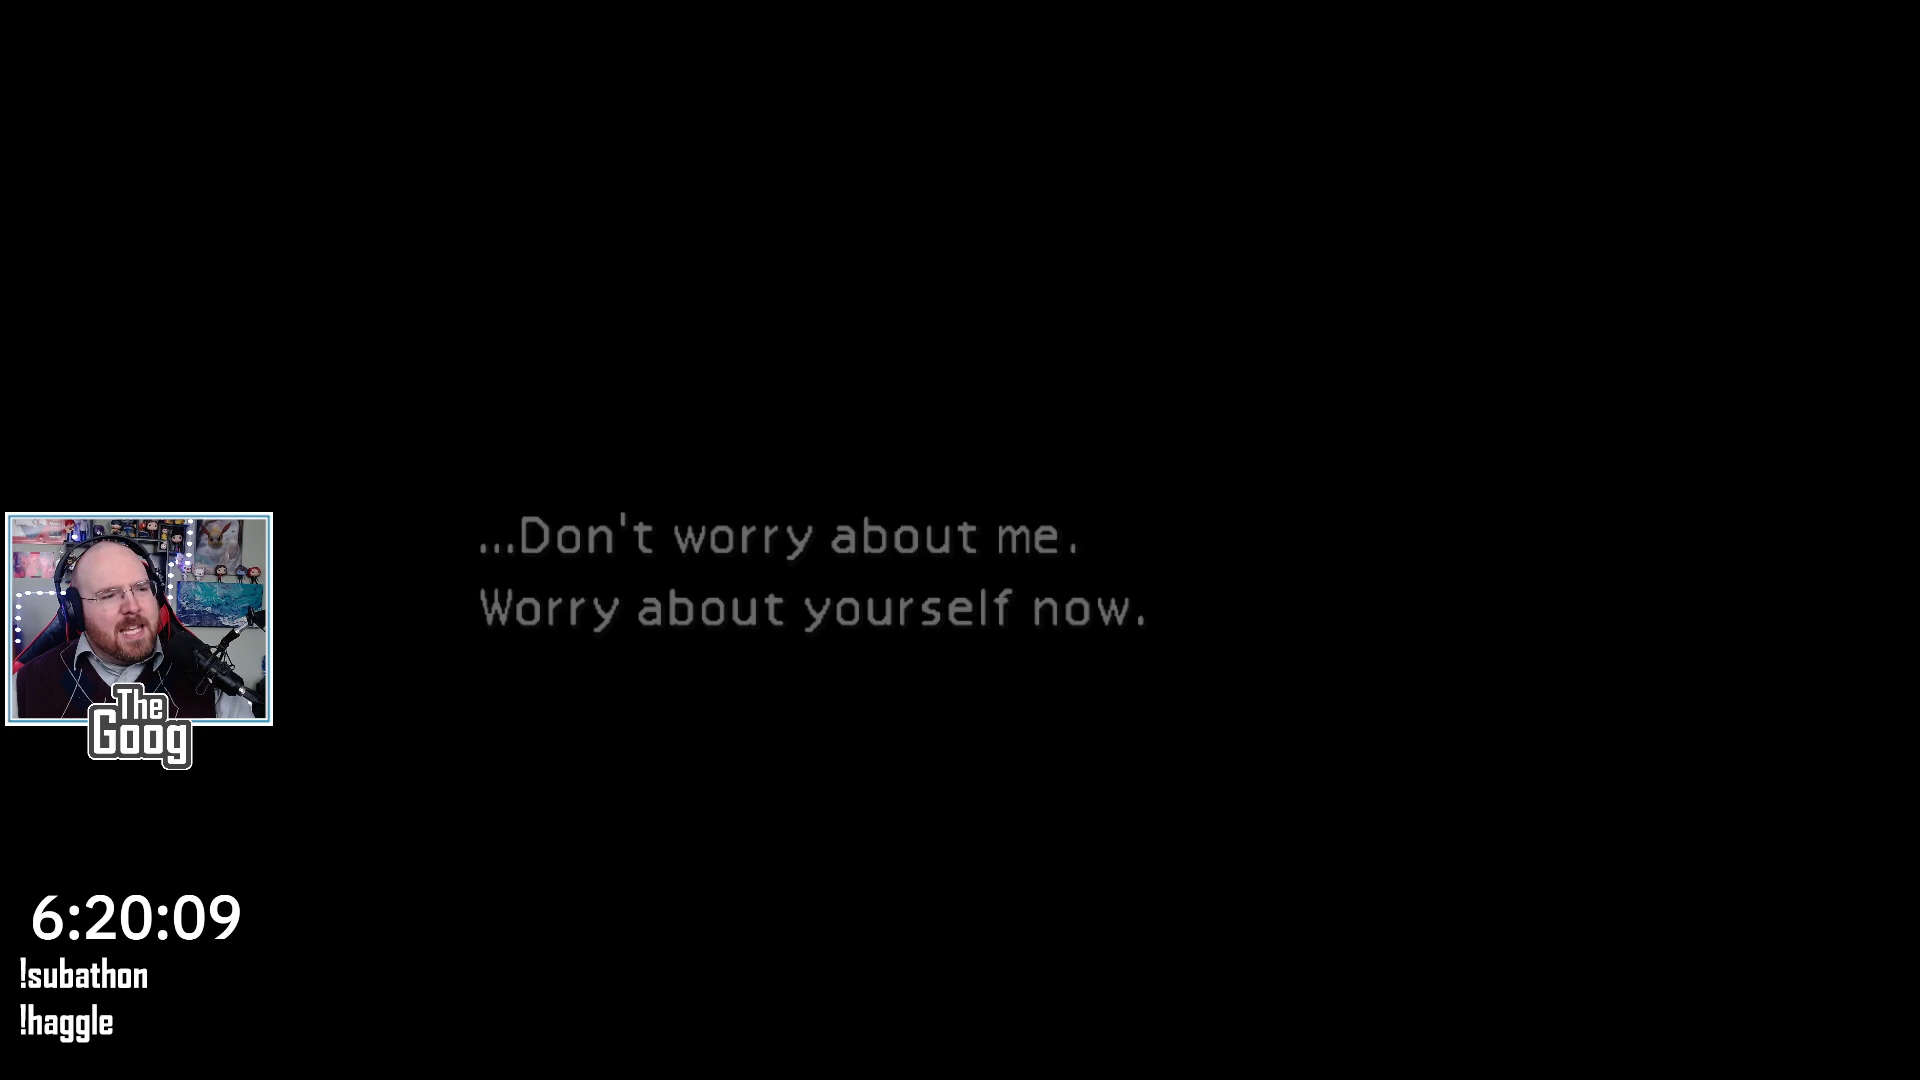 ...Don't worry about me.
Worry about yourself now.
The
Goog
6:20:09
!subathon
!haggle